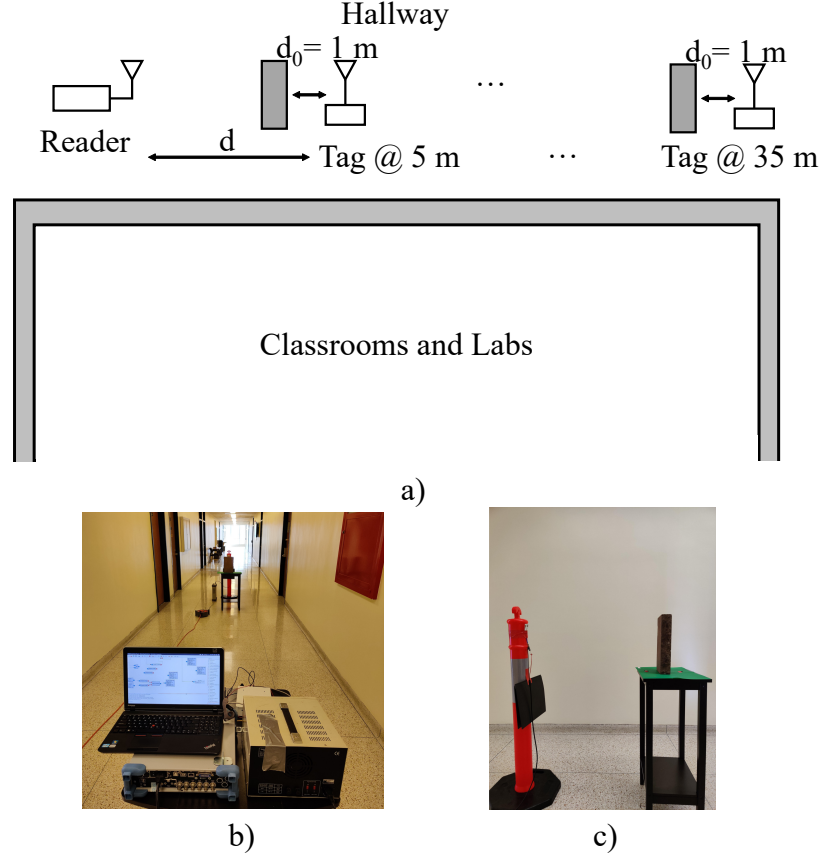 Hallway
d₀= 1 m
d₀= 1 m
...
Reader
d
Tag @ 5 m
...
Tag @ 35 m
Classrooms and Labs
a)
b)
c)